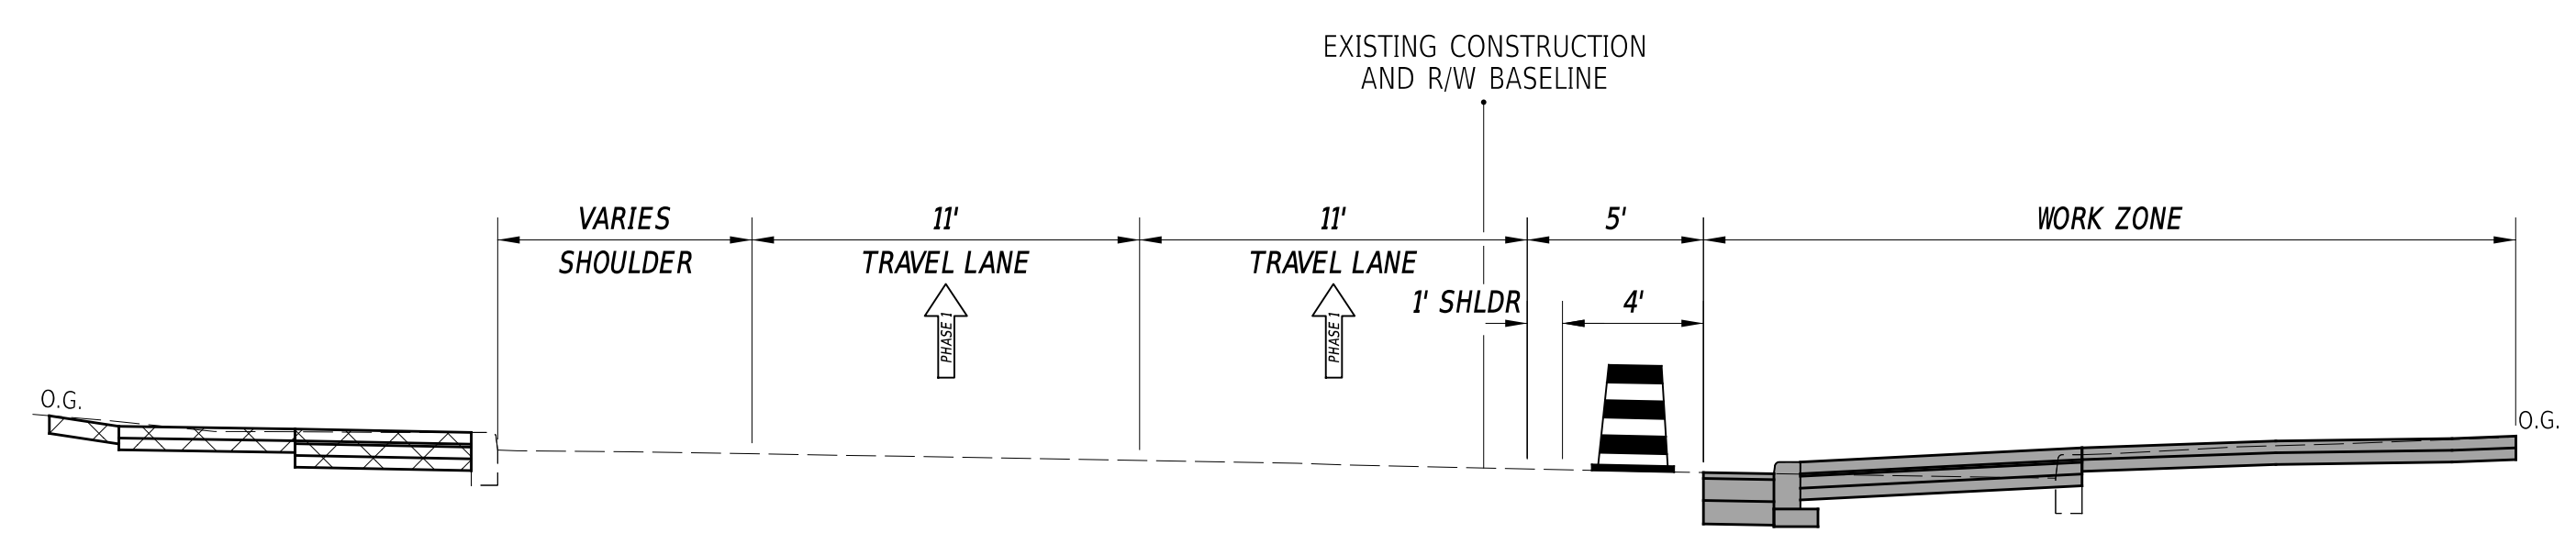 EXISTING CONSTRUCTION
AND R/W BASELINE
VARIES
SHOULDER
11'
TRAVEL LANE
11'
TRAVEL LANE
5'
WORK ZONE
1' SHLDR
4'
PHASE 1
PHASE 1
O.G.
O.G.